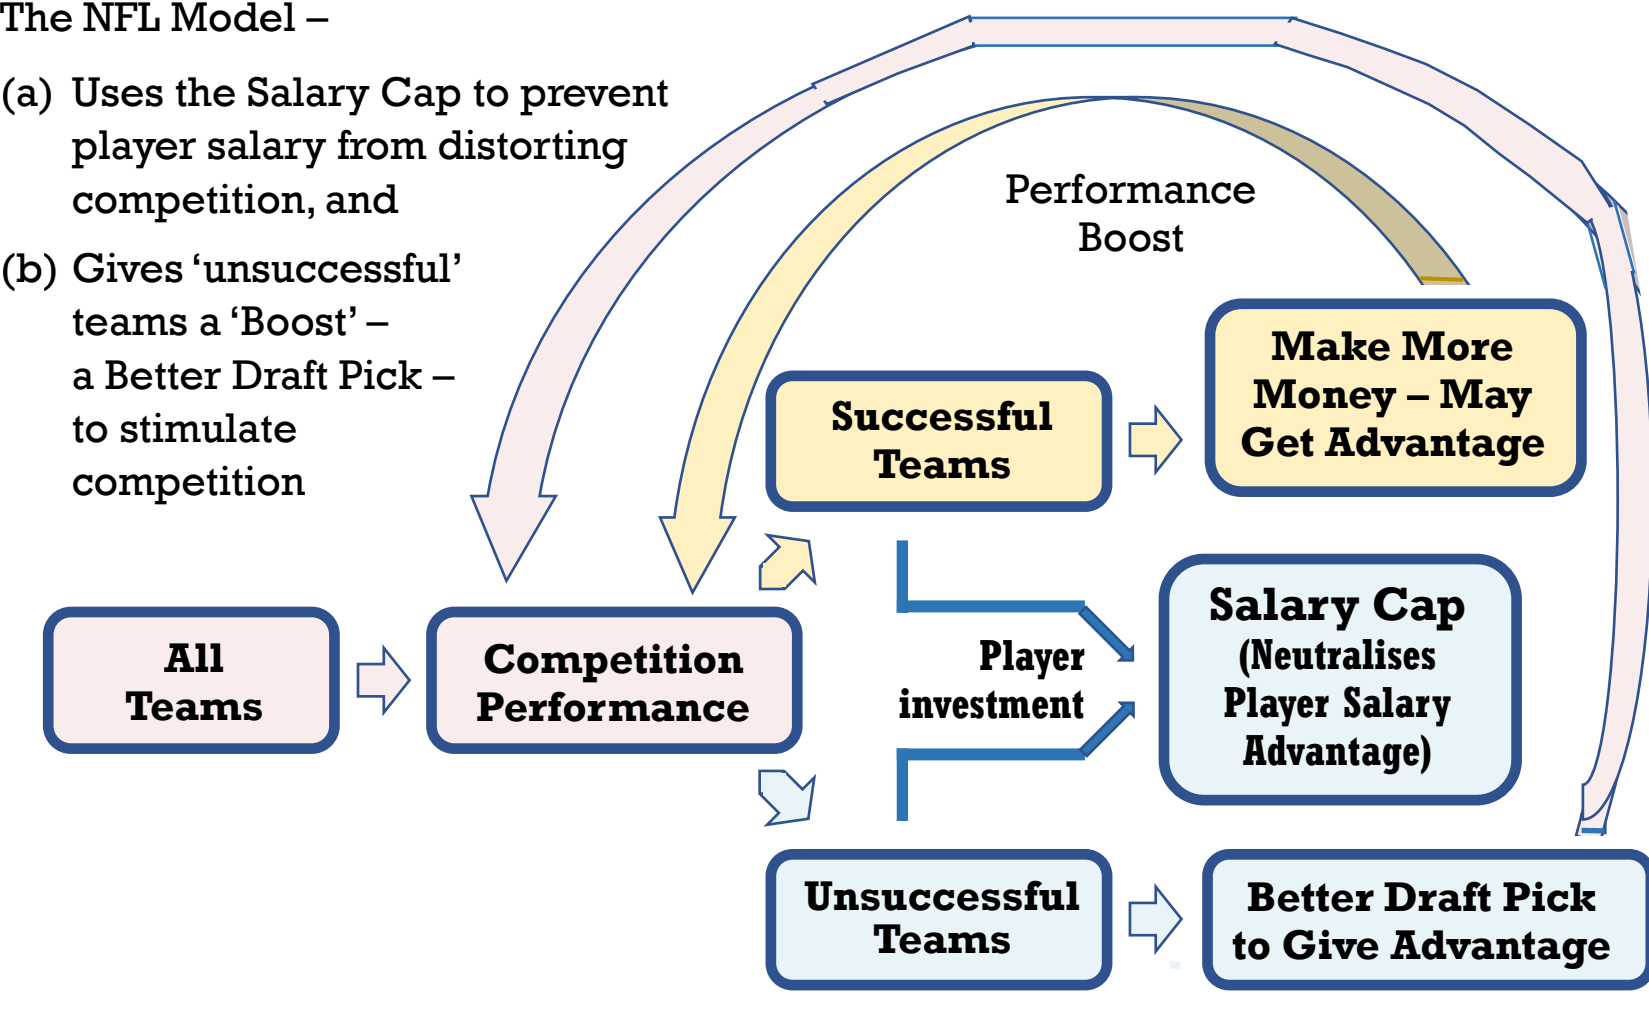 The NFL Model –
(a) Uses the Salary Cap to prevent
player salary from distorting
competition, and
(b) Gives ‘unsuccessful’
teams a ‘Boost’ –
a Better Draft Pick –
to stimulate
competition
Performance
Boost
Make More
Money – May
Get Advantage
Successful
Teams
All
Teams
Competition
Performance
Player
investment
Salary Cap
(Neutralises
Player Salary
Advantage)
Unsuccessful
Teams
Better Draft Pick
to Give Advantage